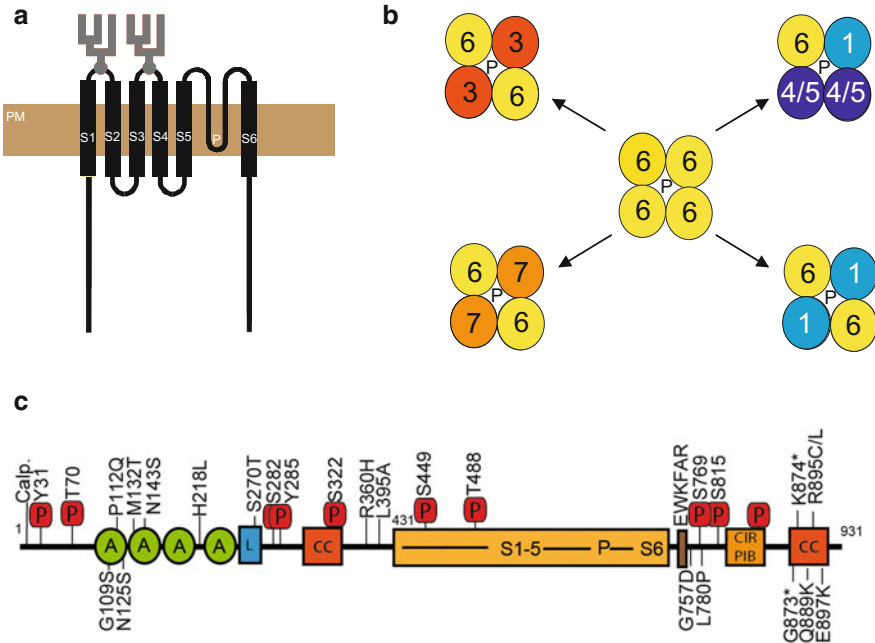 a
PM
S1 S2 S3 S4 S5 P S6
b
6 3
P
3 6
6 1
P
4/5 4/5
6 6
P
6 6
6 7
P
7 6
6 1
P
1 6
c
Calp.
Y31
T70
P112Q
M132T
N143S
H218L
S270T
S282
Y285
S322
R360H
L395A
S449
T488
EWKFAR
S769
S815
K874*
R895C/L
P P P P P P P P P P
1
431
931
A A A A L CC S1-5 P S6 CIR PIB CC
G109S
N125S
G757D
L780P
G873*
Q889K
E897K